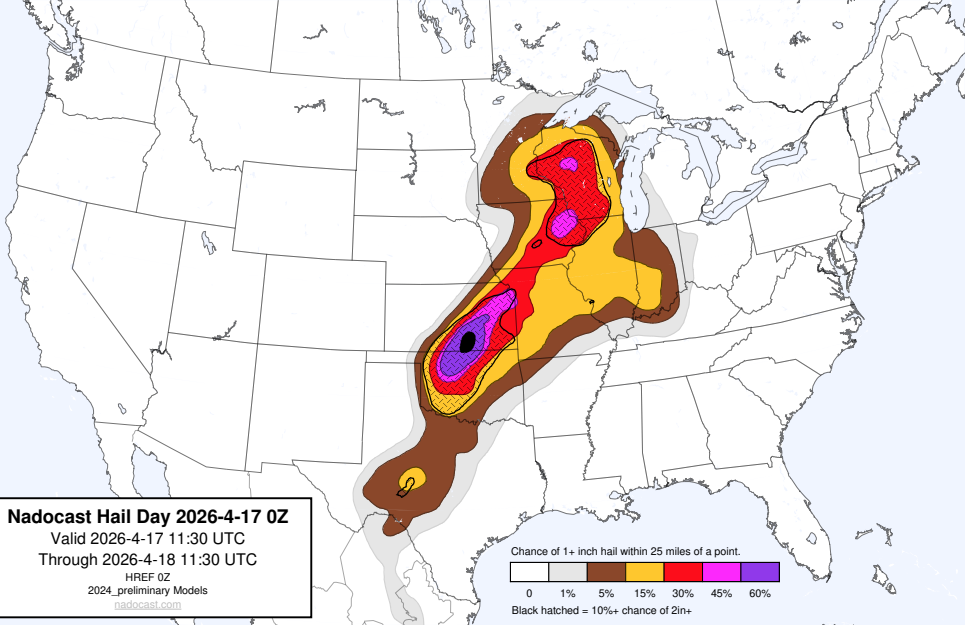 Nadocast Hail Day 2026-4-17 0Z
Valid 2026-4-17 11:30 UTC
Through 2026-4-18 11:30 UTC
HREF 0Z
2024_preliminary Models
nadocast.com
Chance of 1+ inch hail within 25 miles of a point.
0 1% 5% 15% 30% 45% 60%
Black hatched = 10%+ chance of 2in+